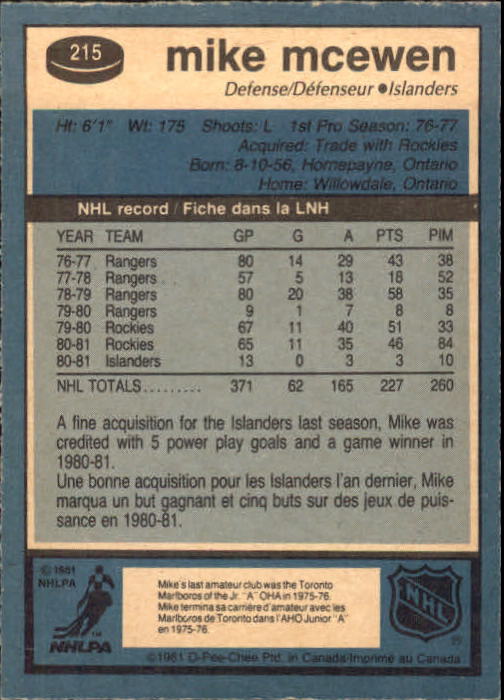 215
mike mcewen
Defense/Défenseur ●Islanders
Ht: 6'1" Wt: 175 Shoots: L 1st Pro Season: 76-77
Acquired: Trade with Rockies
Born: 8-10-56, Hornepayne, Ontario
Home: Willowdale, Ontario
NHL record / Fiche dans la LNH
YEAR TEAM GP G A PTS PIM
76-77 Rangers 80 14 29 43 38
77-78 Rangers 57 5 13 18 52
78-79 Rangers 80 20 38 58 35
79-80 Rangers 9 1 7 8 8
79-80 Rockies 67 11 40 51 33
80-81 Rockies 65 11 35 46 84
80-81 Islanders 13 0 3 3 10
NHL TOTALS......... 371 62 165 227 260
A fine acquisition for the Islanders last season, Mike was
credited with 5 power play goals and a game winner in
1980-81.
Une bonne acquisition pour les Islanders l'an dernier, Mike
marqua un but gagnant et cinq buts sur des jeux de puis-
sance en 1980-81.
© 1981
NHLPA
NHLPA
Mike's last amateur club was the Toronto
Marlboros of the Jr. "A" OHA in 1975-76.
Mike termina sa carrière d'amateur avec les
Marlboros de Toronto dans l'AHO Junior "A"
en 1975-76.
NHL
©1981 O-Pee-Chee Ptd. in Canada-Imprimé au Canada